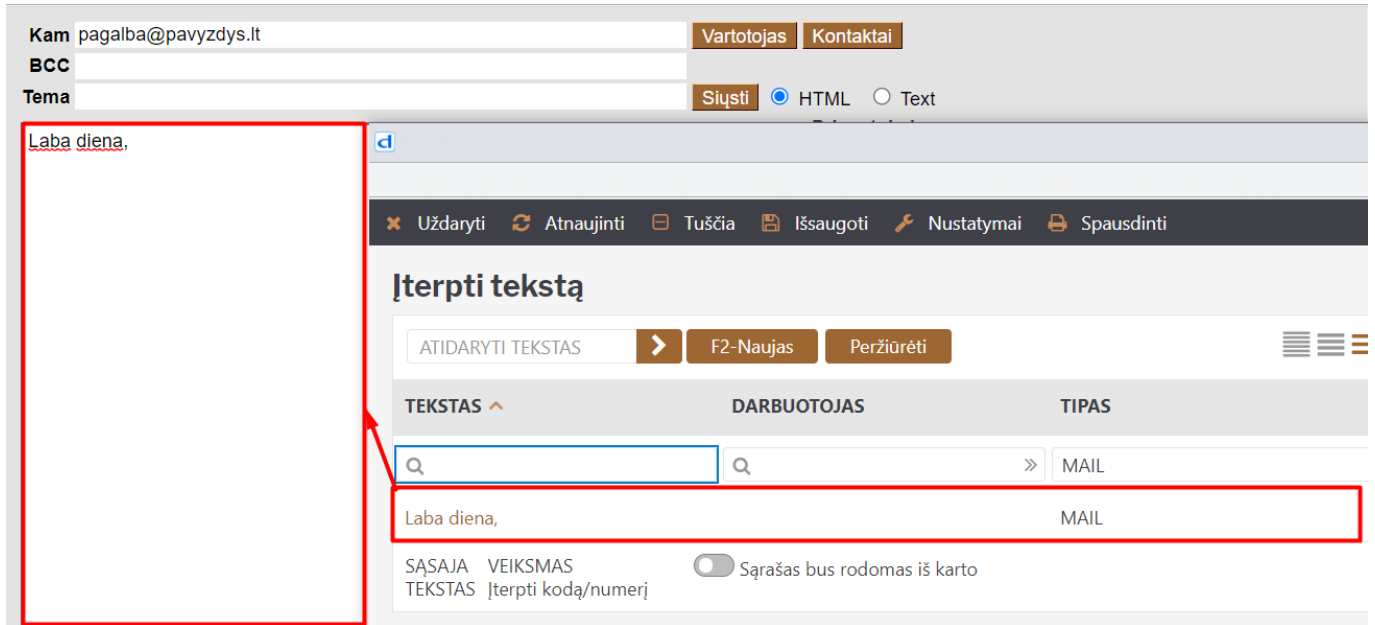 Kam pagalba@pavyzdys.lt Vartotojas Kontaktai
BCC
Tema Siųsti HTML Text
Laba diena,
Uždaryti Atnaujinti Tuščia Išsaugoti Nustatymai Spausdinti
Įterpti tekstą
ATIDARYTI TEKSTAS F2-Naujas Peržiūrėti
TEKSTAS DARBUOTOJAS TIPAS
MAIL
Laba diena, MAIL
SĄSAJA VEIKSMAS Sąrašas bus rodomas iš karto
TEKSTAS Įterpti kodą/numerį